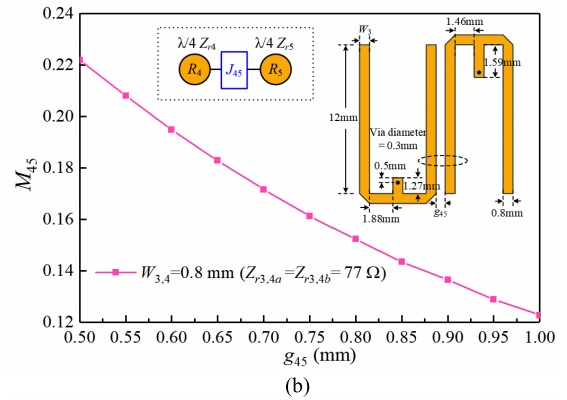 (b)
0.24
0.22
0.20
0.18
0.16
0.14
0.12
M45
λ/4 Zr4
λ/4 Zr5
R4
J45
R5
W3
1.46mm
1.59mm
12mm
Via diameter
= 0.3mm
0.5mm
1.27mm
1.88mm
g45
0.8mm
W3,4=0.8 mm (Zr3,4a =Zr3,4b= 77 Ω)
0.50 0.55 0.60 0.65 0.70 0.75 0.80 0.85 0.90 0.95 1.00
g45 (mm)
(b)